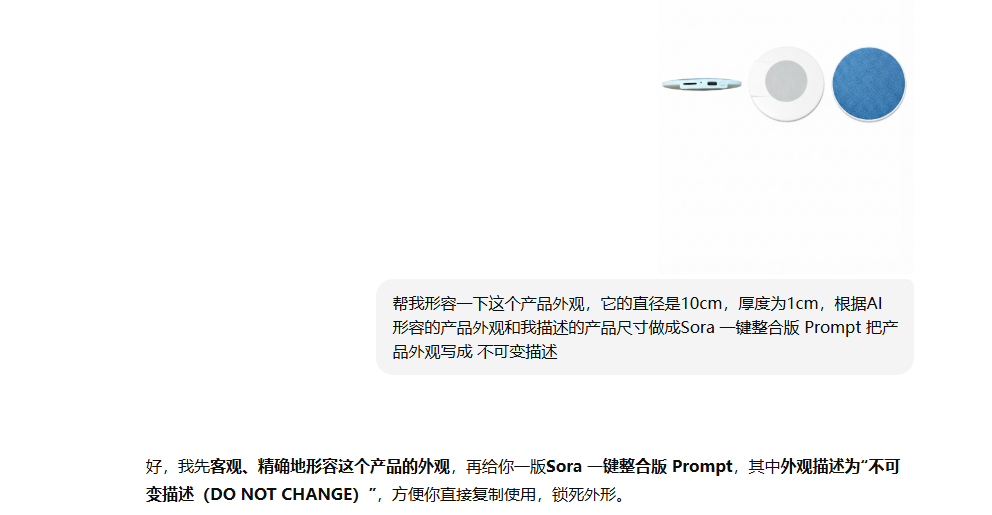 帮我形容一下这个产品外观，它的直径是10cm，厚度为1cm，根据AI
形容的产品外观和我描述的产品尺寸做成Sora 一键整合版 Prompt 把产
品外观写成 不可变描述
好，我先客观、精确地形容这个产品的外观，再给你一版Sora 一键整合版 Prompt，其中外观描述为“不可
变描述（DO NOT CHANGE）”，方便你直接复制使用，锁死外形。